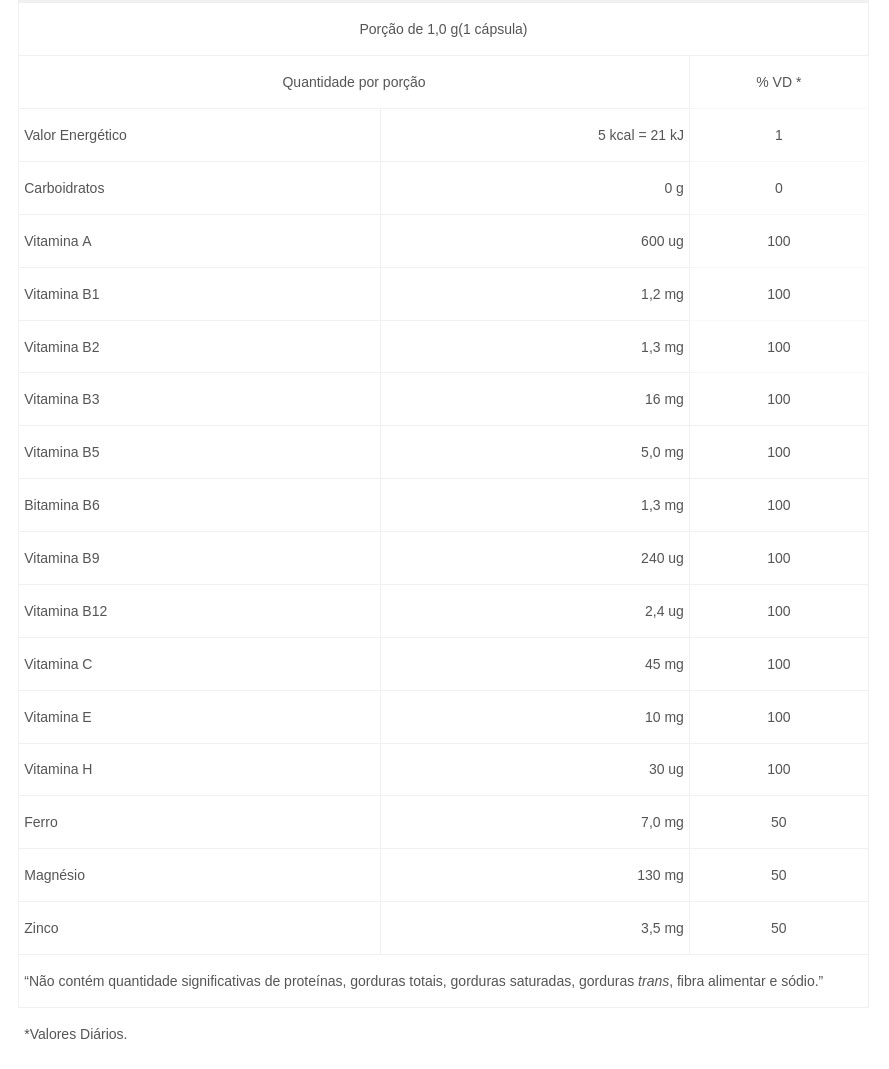 Porção de 1,0 g(1 cápsula)
Quantidade por porção % VD *
Valor Energético 5 kcal = 21 kJ 1
Carboidratos 0 g 0
Vitamina A 600 ug 100
Vitamina B1 1,2 mg 100
Vitamina B2 1,3 mg 100
Vitamina B3 16 mg 100
Vitamina B5 5,0 mg 100
Bitamina B6 1,3 mg 100
Vitamina B9 240 ug 100
Vitamina B12 2,4 ug 100
Vitamina C 45 mg 100
Vitamina E 10 mg 100
Vitamina H 30 ug 100
Ferro 7,0 mg 50
Magnésio 130 mg 50
Zinco 3,5 mg 50
“Não contém quantidade significativas de proteínas, gorduras totais, gorduras saturadas, gorduras trans, fibra alimentar e sódio.”
*Valores Diários.